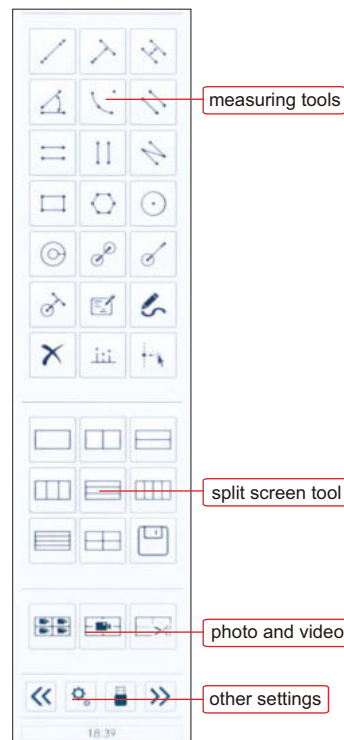 measuring tools
split screen tool
photo and video
other settings
18:39